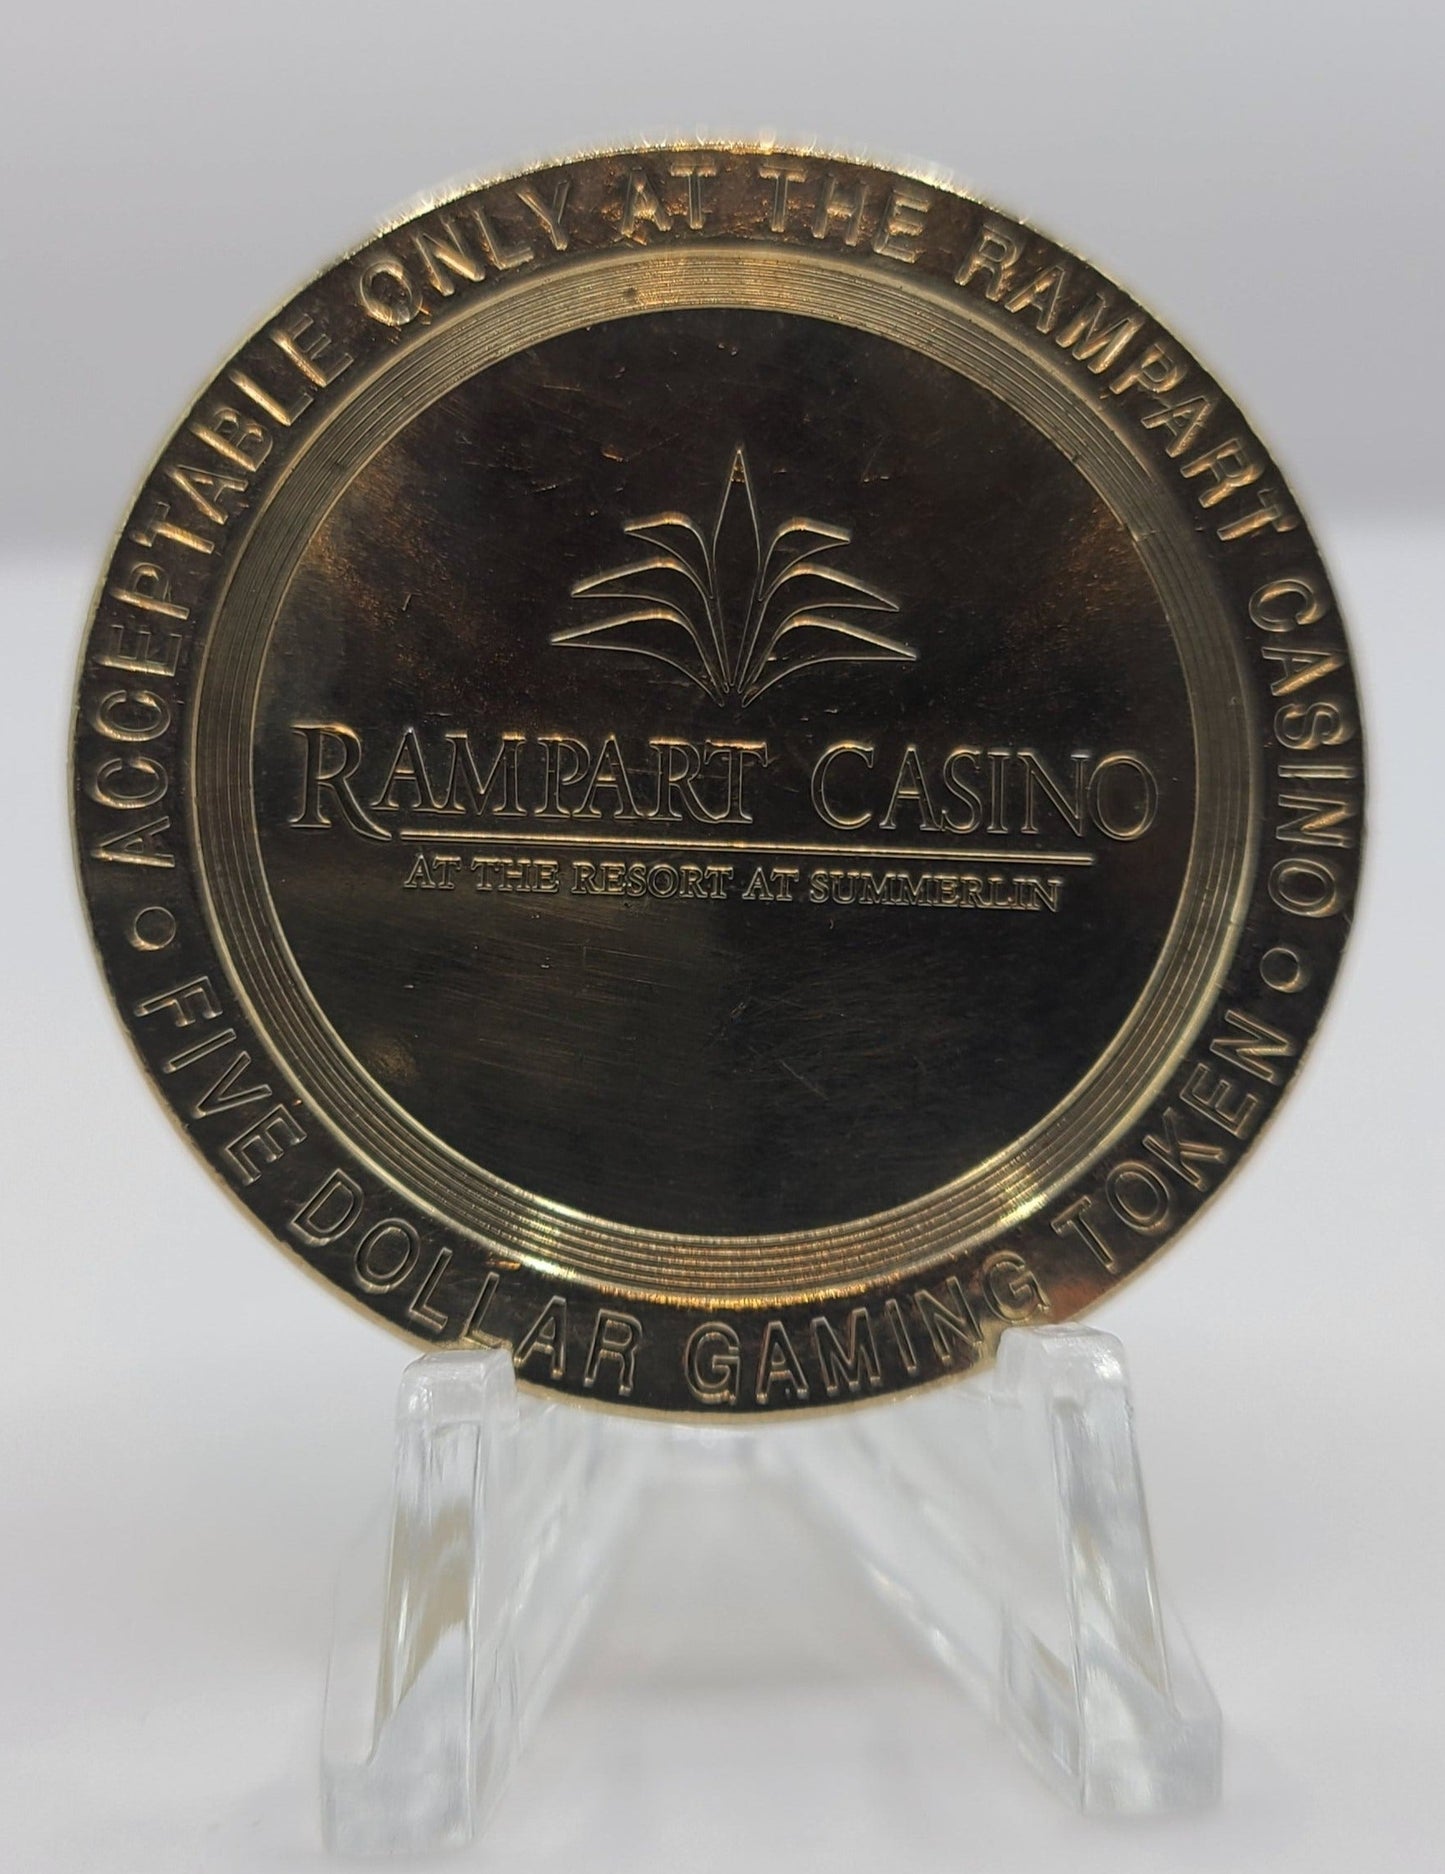 ACCEPTABLE ONLY AT THE RAMPART CASINO
RAMPART CASINO
AT THE RESORT AT SUMMERLIN
• FIVE DOLLAR GAMING TOKEN •